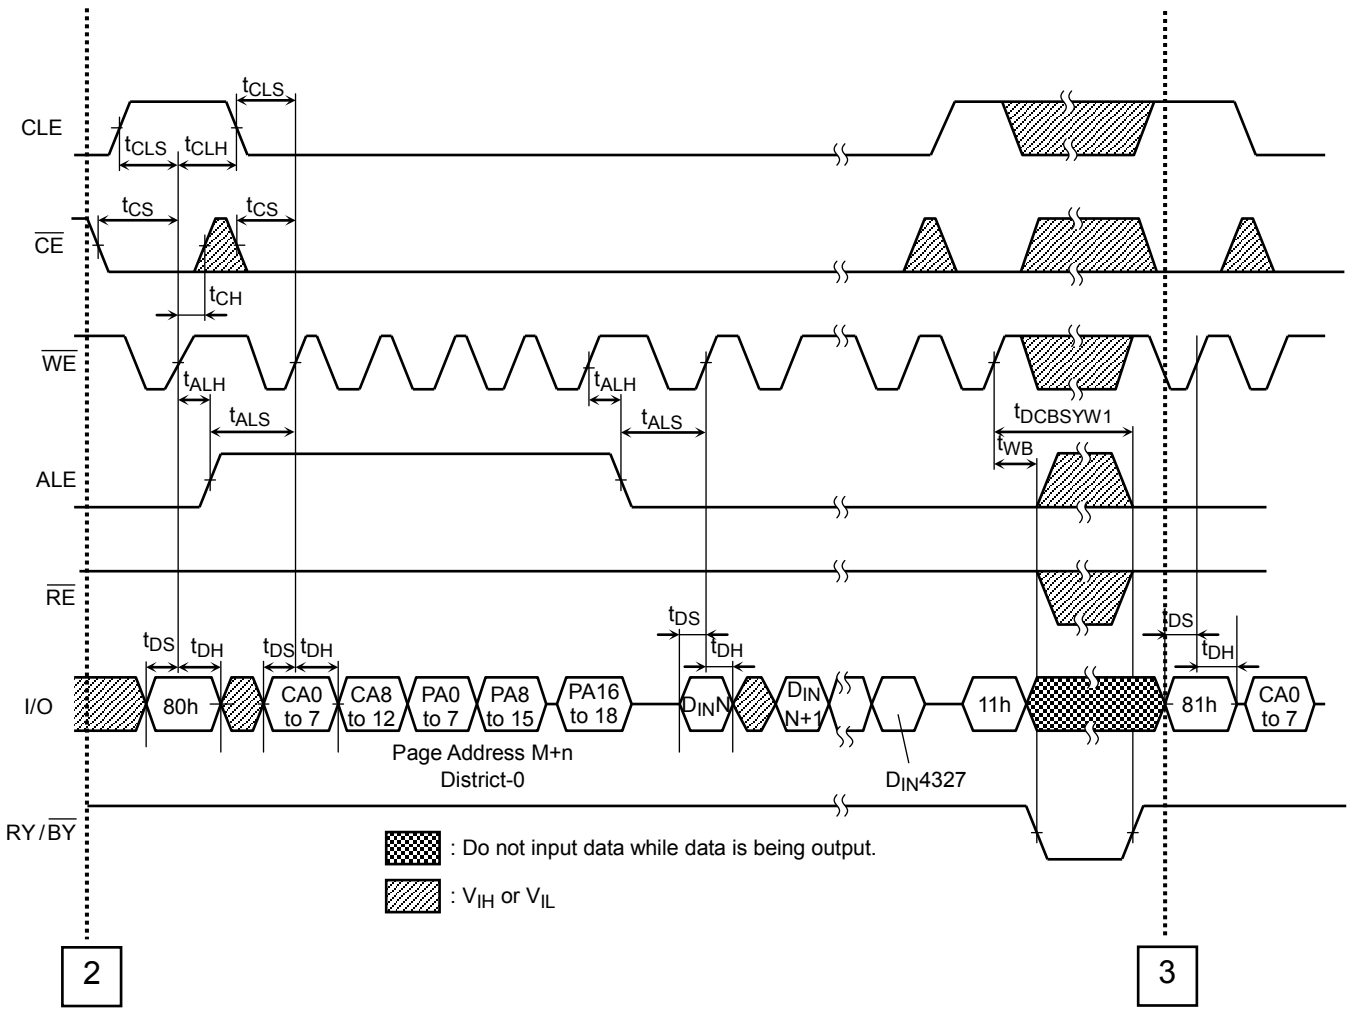 tCLS
CLE
tCLS tCLH
tCS tCS
CE
tCH
WE
tALH tALH
tALS tALS tDCBSYW1
tWB
ALE
RE
tDS tDS
tDS tDH tDS tDH tDH tDH
I/O 80h CA0 to 7 CA8 to 12 PA0 to 7 PA8 to 15 PA16 to 18 DINN DIN N+1 11h 81h CA0 to 7
Page Address M+n
District-0
DIN4327
RY/BY
: Do not input data while data is being output.
: VIH or VIL
2 3